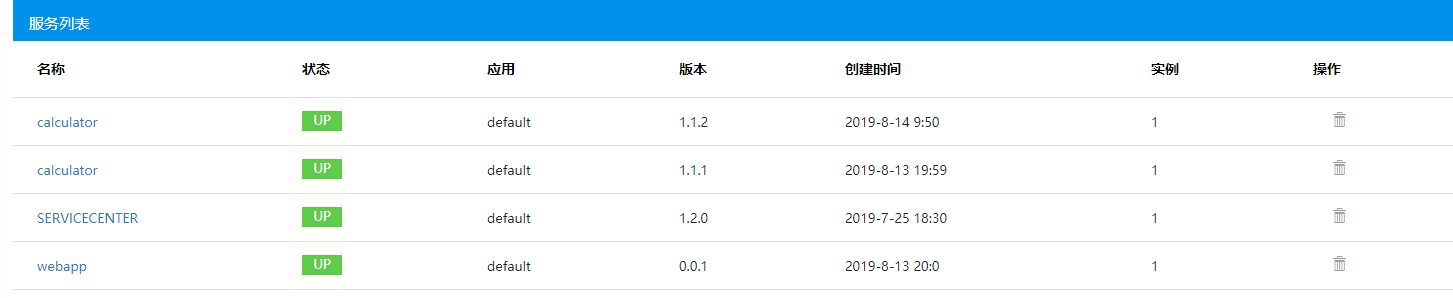 服务列表
名称 状态 应用 版本 创建时间 实例 操作
calculator UP default 1.1.2 2019-8-14 9:50 1
calculator UP default 1.1.1 2019-8-13 19:59 1
SERVICECENTER UP default 1.2.0 2019-7-25 18:30 1
webapp UP default 0.0.1 2019-8-13 20:0 1